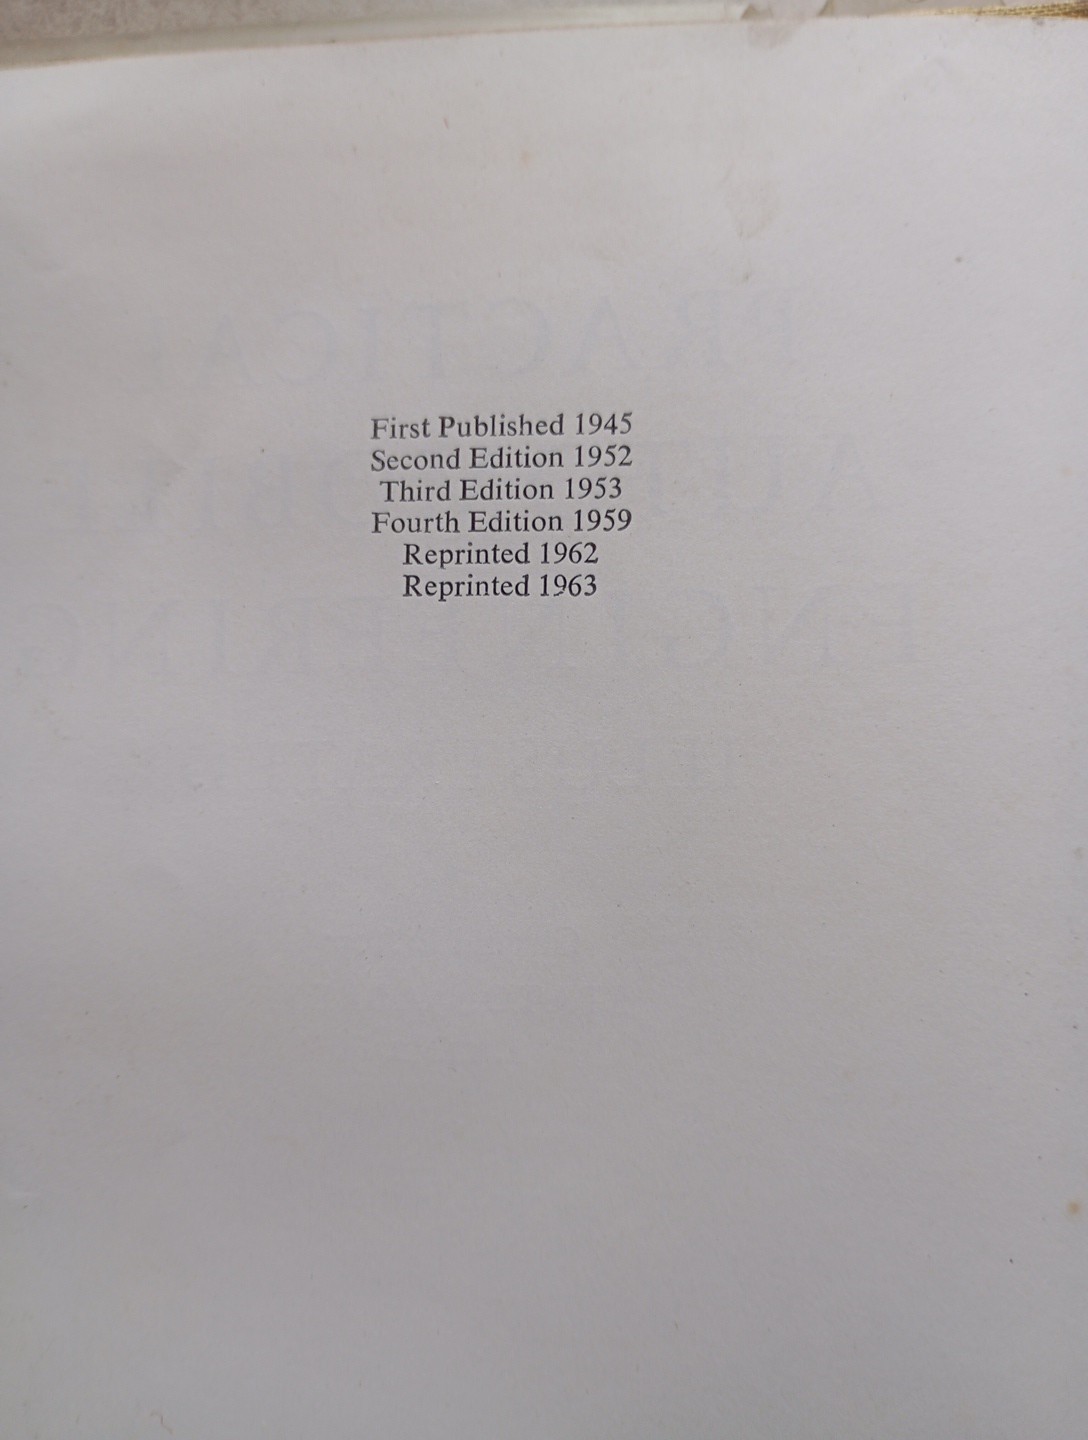 First Published 1945
Second Edition 1952
Third Edition 1953
Fourth Edition 1959
Reprinted 1962
Reprinted 1963